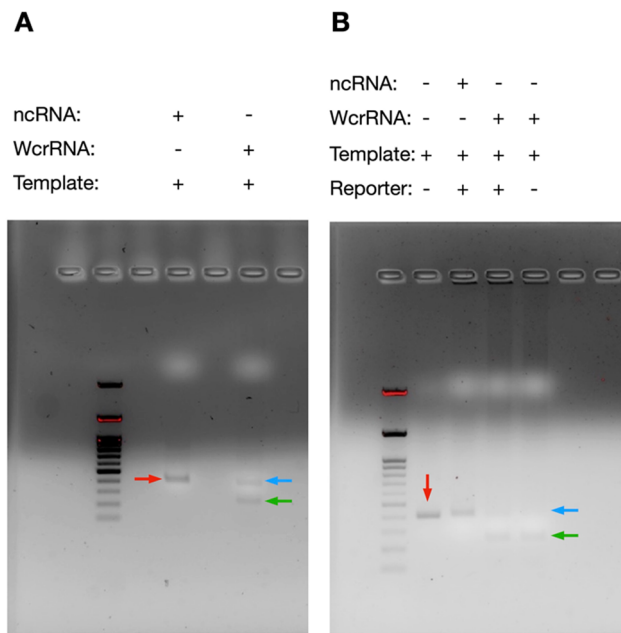 A
ncRNA: + -
WcrRNA: - +
Template: + +
B
ncRNA: - + - -
WcrRNA: - - + +
Template: + + + +
Reporter: - + + -